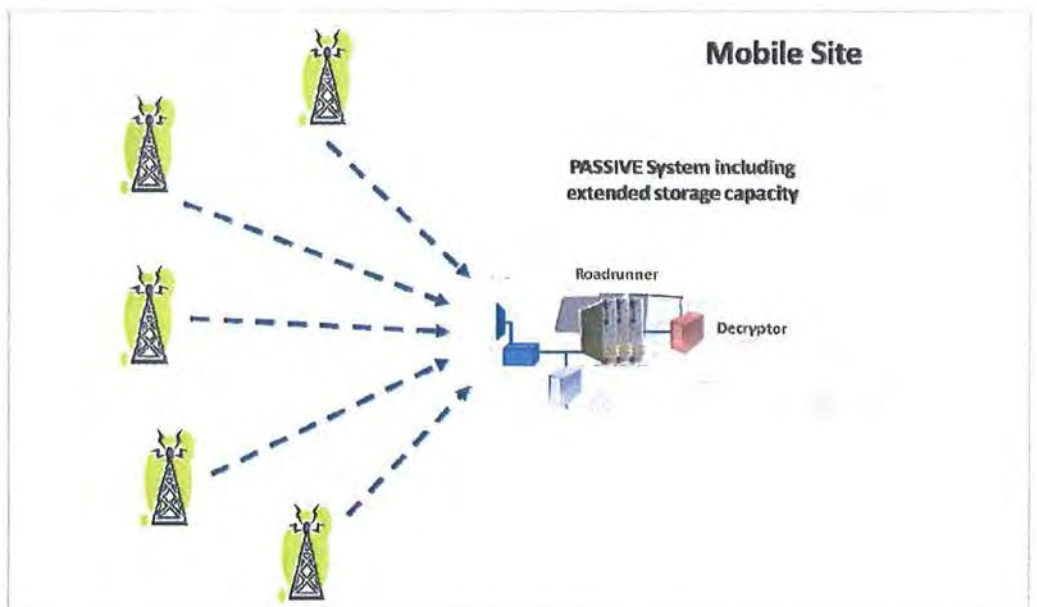 Mobile Site
PASSIVE System including
extended storage capacity
Roadrunner
Decryptor